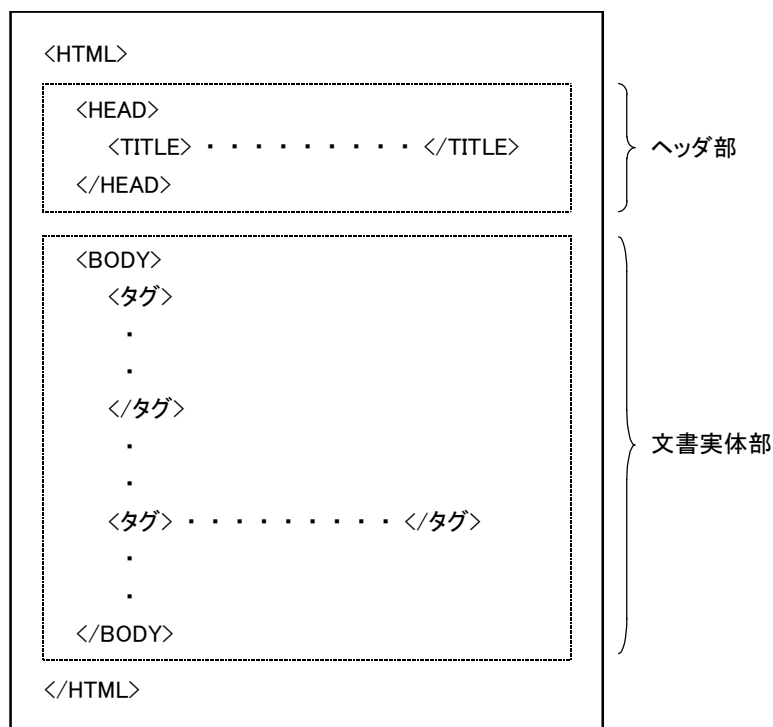 <HTML>
<HEAD>
<TITLE> ・ ・ ・ ・ ・ ・ ・ ・ ・ </TITLE>
</HEAD>
ヘッダ部
<BODY>
<タグ>
・
・
</タグ>
・
・
文書実体部
<タグ> ・ ・ ・ ・ ・ ・ ・ ・ ・ </タグ>
・
・
</BODY>
</HTML>